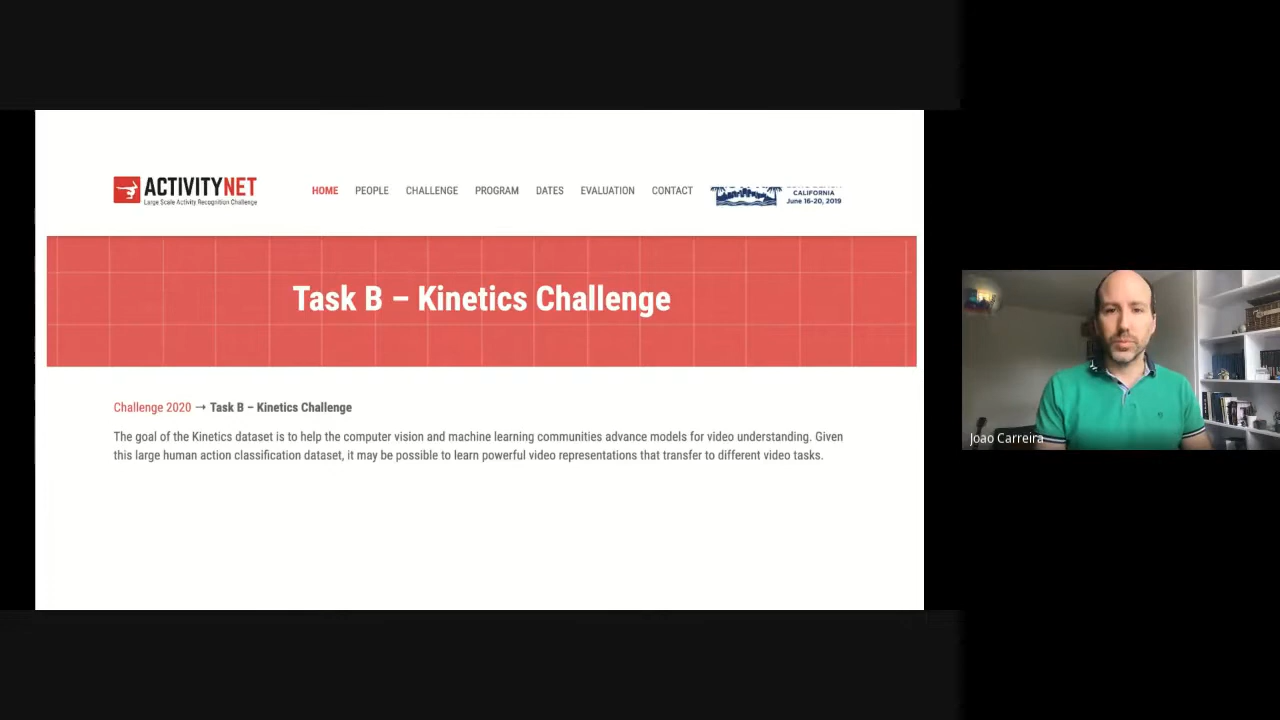 ACTIVITYNET
Large Scale Activity Recognition Challenge
HOME PEOPLE CHALLENGE PROGRAM DATES EVALUATION CONTACT
CALIFORNIA
June 16-20, 2019
Task B – Kinetics Challenge
Challenge 2020 → Task B – Kinetics Challenge
The goal of the Kinetics dataset is to help the computer vision and machine learning communities advance models for video understanding. Given
this large human action classification dataset, it may be possible to learn powerful video representations that transfer to different video tasks.
Joao Carreira